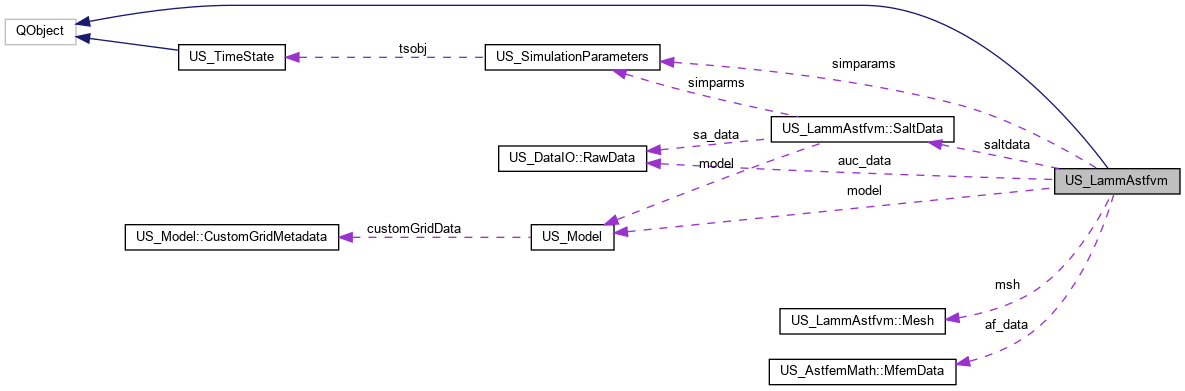 QObject
US_TimeState
tsobj
US_SimulationParameters
simparams
simparms
US_LammAstfvm::SaltData
sa_data
saltdata
US_DataIO::RawData
model
auc_data
US_LammAstfvm
model
US_Model::CustomGridMetadata
customGridData
US_Model
msh
US_LammAstfvm::Mesh
af_data
US_AstfemMath::MfemData